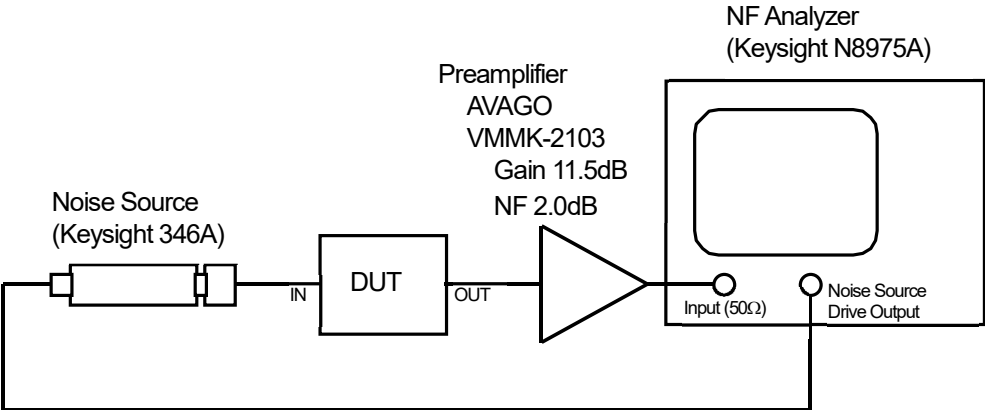 NF Analyzer
(Keysight N8975A)
Preamplifier
AVAGO
VMMK-2103
Gain 11.5dB
NF 2.0dB
Noise Source
(Keysight 346A)
IN
DUT
OUT
Input (50Ω)
Noise Source
Drive Output